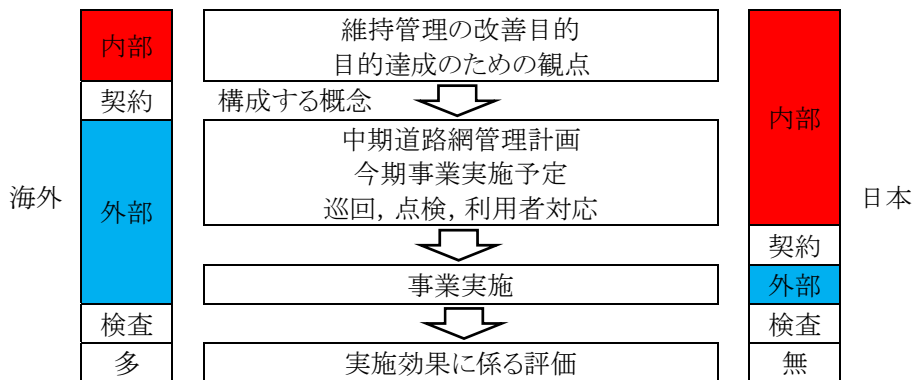 海外
内部
契約
外部
検査
多
維持管理の改善目的
目的達成のための観点
構成する概念
中期道路網管理計画
今期事業実施予定
巡回，点検，利用者対応
事業実施
実施効果に係る評価
内部
契約
外部
検査
無
日本